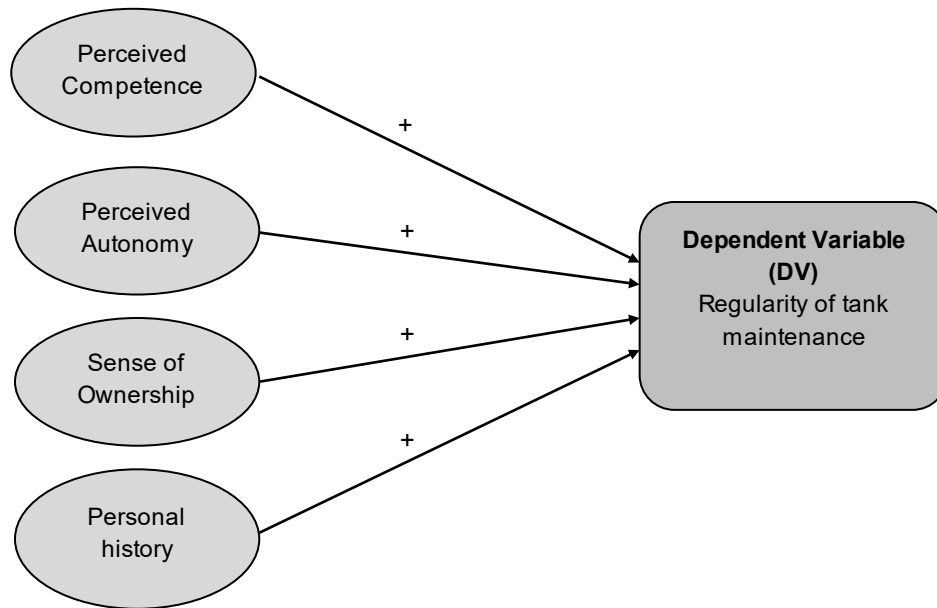 Perceived
Competence
+
Perceived
Autonomy
+
Sense of
Ownership
+
Personal
history
+
Dependent Variable
(DV)
Regularity of tank
maintenance